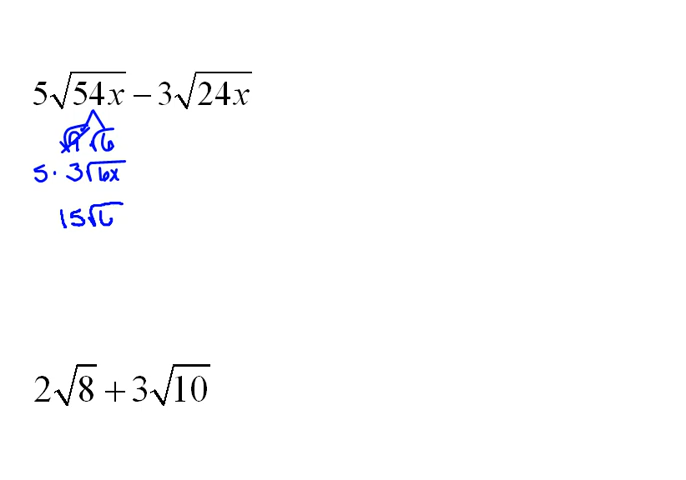 5√54x − 3√24x
√9 √6
5 · 3√6x
15√6
2√8 + 3√10